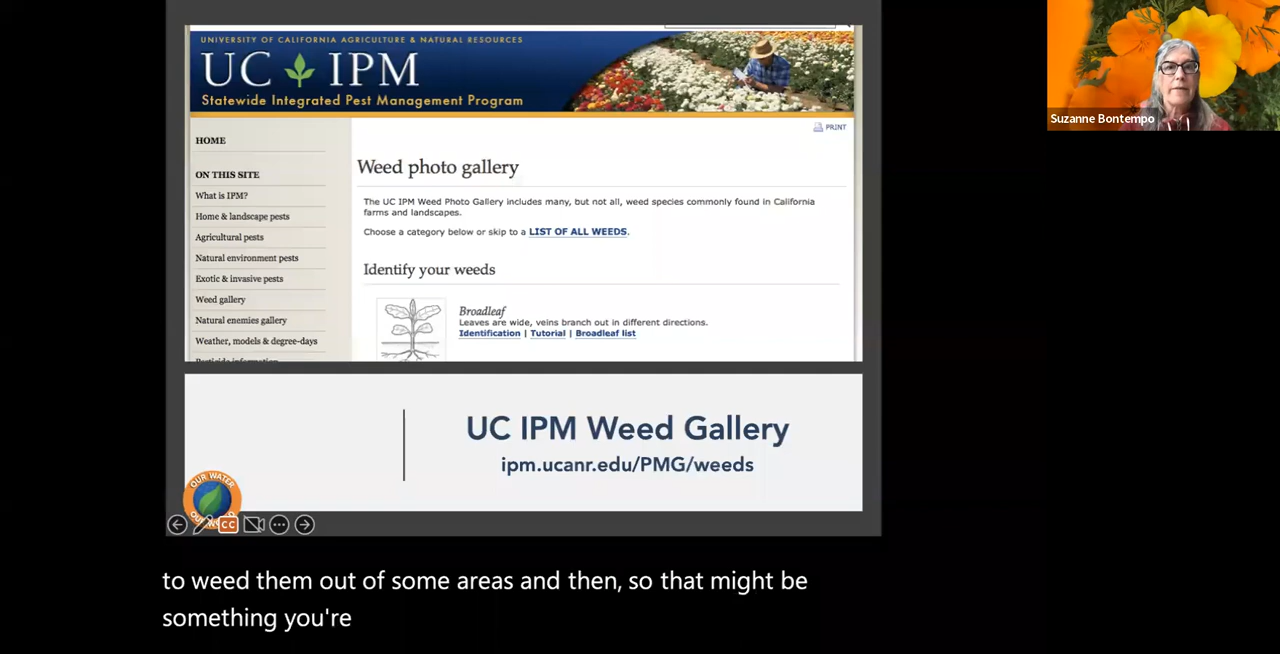 UNIVERSITY OF CALIFORNIA AGRICULTURE & NATURAL RESOURCES
UC IPM
Statewide Integrated Pest Management Program
Suzanne Bontempo
PRINT
HOME
ON THIS SITE
What is IPM?
Home & landscape pests
Agricultural pests
Natural environment pests
Exotic & invasive pests
Weed gallery
Natural enemies gallery
Weather, models & degree-days
Pesticide information
Weed photo gallery
The UC IPM Weed Photo Gallery includes many, but not all, weed species commonly found in California
farms and landscapes.
Choose a category below or skip to a LIST OF ALL WEEDS.
Identify your weeds
Broadleaf
Leaves are wide, veins branch out in different directions.
Identification | Tutorial | Broadleaf list
UC IPM Weed Gallery
ipm.ucanr.edu/PMG/weeds
OUR WATER
CC
to weed them out of some areas and then, so that might be
something you're